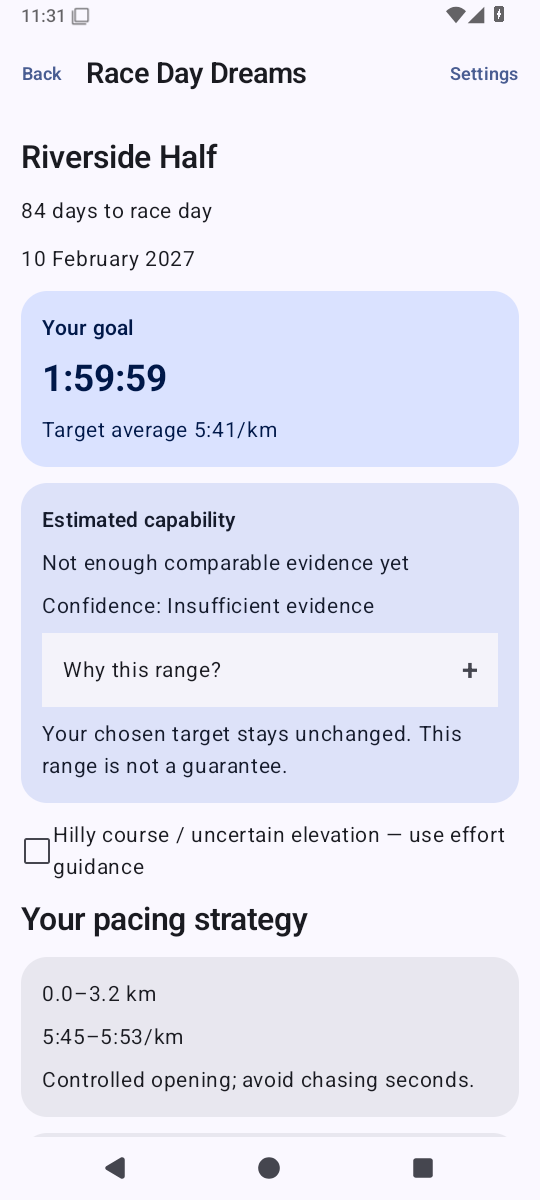 11:31
Back
Race Day Dreams
Settings
Riverside Half
84 days to race day
10 February 2027
Your goal
1:59:59
Target average 5:41/km
Estimated capability
Not enough comparable evidence yet
Confidence: Insufficient evidence
Why this range? +
Your chosen target stays unchanged. This
range is not a guarantee.
Hilly course / uncertain elevation — use effort
guidance
Your pacing strategy
0.0–3.2 km
5:45–5:53/km
Controlled opening; avoid chasing seconds.